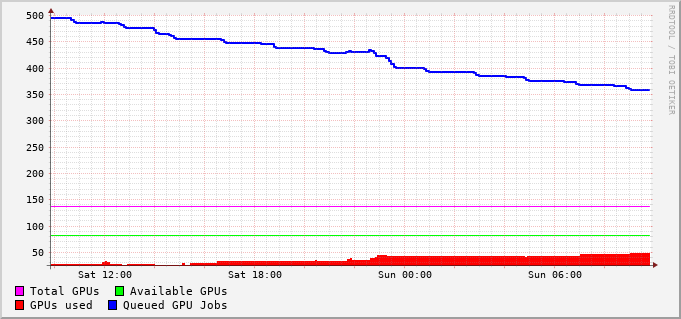 500
450
400
350
300
250
200
150
100
50
Sat 12:00 Sat 18:00 Sun 00:00 Sun 06:00
Total GPUs Available GPUs
GPUs used Queued GPU Jobs
RRDTOOL / TOBI OETIKER